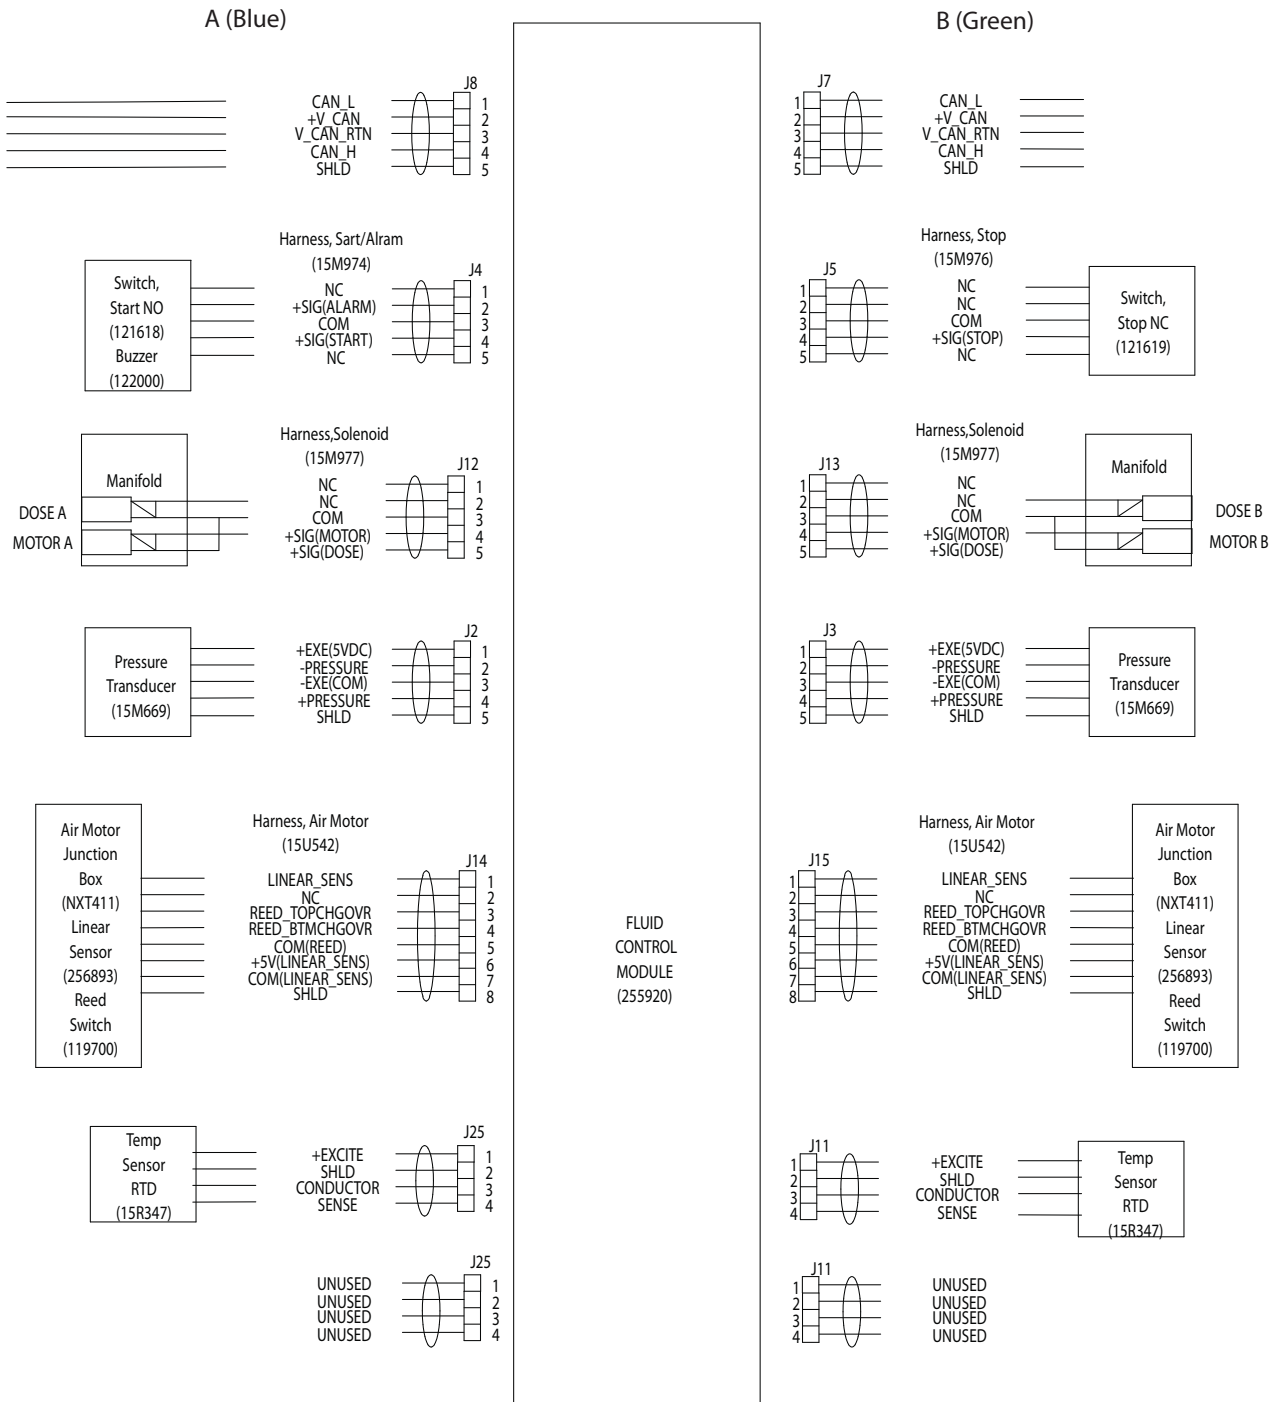 A (Blue)
B (Green)
J8
CAN_L
+V_CAN
V_CAN_RTN
CAN_H
SHLD
1
2
3
4
5
J7
1
2
3
4
5
CAN_L
+V_CAN
V_CAN_RTN
CAN_H
SHLD
Switch,
Start NO
(121618)
Buzzer
(122000)
Harness, Sart/Alram
(15M974)
NC
+SIG(ALARM)
COM
+SIG(START)
NC
J4
1
2
3
4
5
J5
1
2
3
4
5
Harness, Stop
(15M976)
NC
NC
COM
+SIG(STOP)
NC
Switch,
Stop NC
(121619)
Manifold
DOSE A
MOTOR A
Harness,Solenoid
(15M977)
NC
NC
COM
+SIG(MOTOR)
+SIG(DOSE)
J12
1
2
3
4
5
J13
1
2
3
4
5
Harness,Solenoid
(15M977)
NC
NC
COM
+SIG(MOTOR)
+SIG(DOSE)
Manifold
DOSE B
MOTOR B
Pressure
Transducer
(15M669)
+EXE(5VDC)
-PRESSURE
-EXE(COM)
+PRESSURE
SHLD
J2
1
2
3
4
5
J3
1
2
3
4
5
+EXE(5VDC)
-PRESSURE
-EXE(COM)
+PRESSURE
SHLD
Pressure
Transducer
(15M669)
Air Motor
Junction
Box
(NXT411)
Linear
Sensor
(256893)
Reed
Switch
(119700)
Harness, Air Motor
(15U542)
LINEAR_SENS
NC
REED_TOPCHGOVR
REED_BTMCHGOVR
COM(REED)
+5V(LINEAR_SENS)
COM(LINEAR_SENS)
SHLD
J14
1
2
3
4
5
6
7
8
FLUID
CONTROL
MODULE
(255920)
J15
1
2
3
4
5
6
7
8
Harness, Air Motor
(15U542)
LINEAR_SENS
NC
REED_TOPCHGOVR
REED_BTMCHGOVR
COM(REED)
+5V(LINEAR_SENS)
COM(LINEAR_SENS)
SHLD
Air Motor
Junction
Box
(NXT411)
Linear
Sensor
(256893)
Reed
Switch
(119700)
Temp
Sensor
RTD
(15R347)
+EXCITE
SHLD
CONDUCTOR
SENSE
J25
1
2
3
4
J11
1
2
3
4
+EXCITE
SHLD
CONDUCTOR
SENSE
Temp
Sensor
RTD
(15R347)
UNUSED
UNUSED
UNUSED
UNUSED
J25
1
2
3
4
J11
1
2
3
4
UNUSED
UNUSED
UNUSED
UNUSED